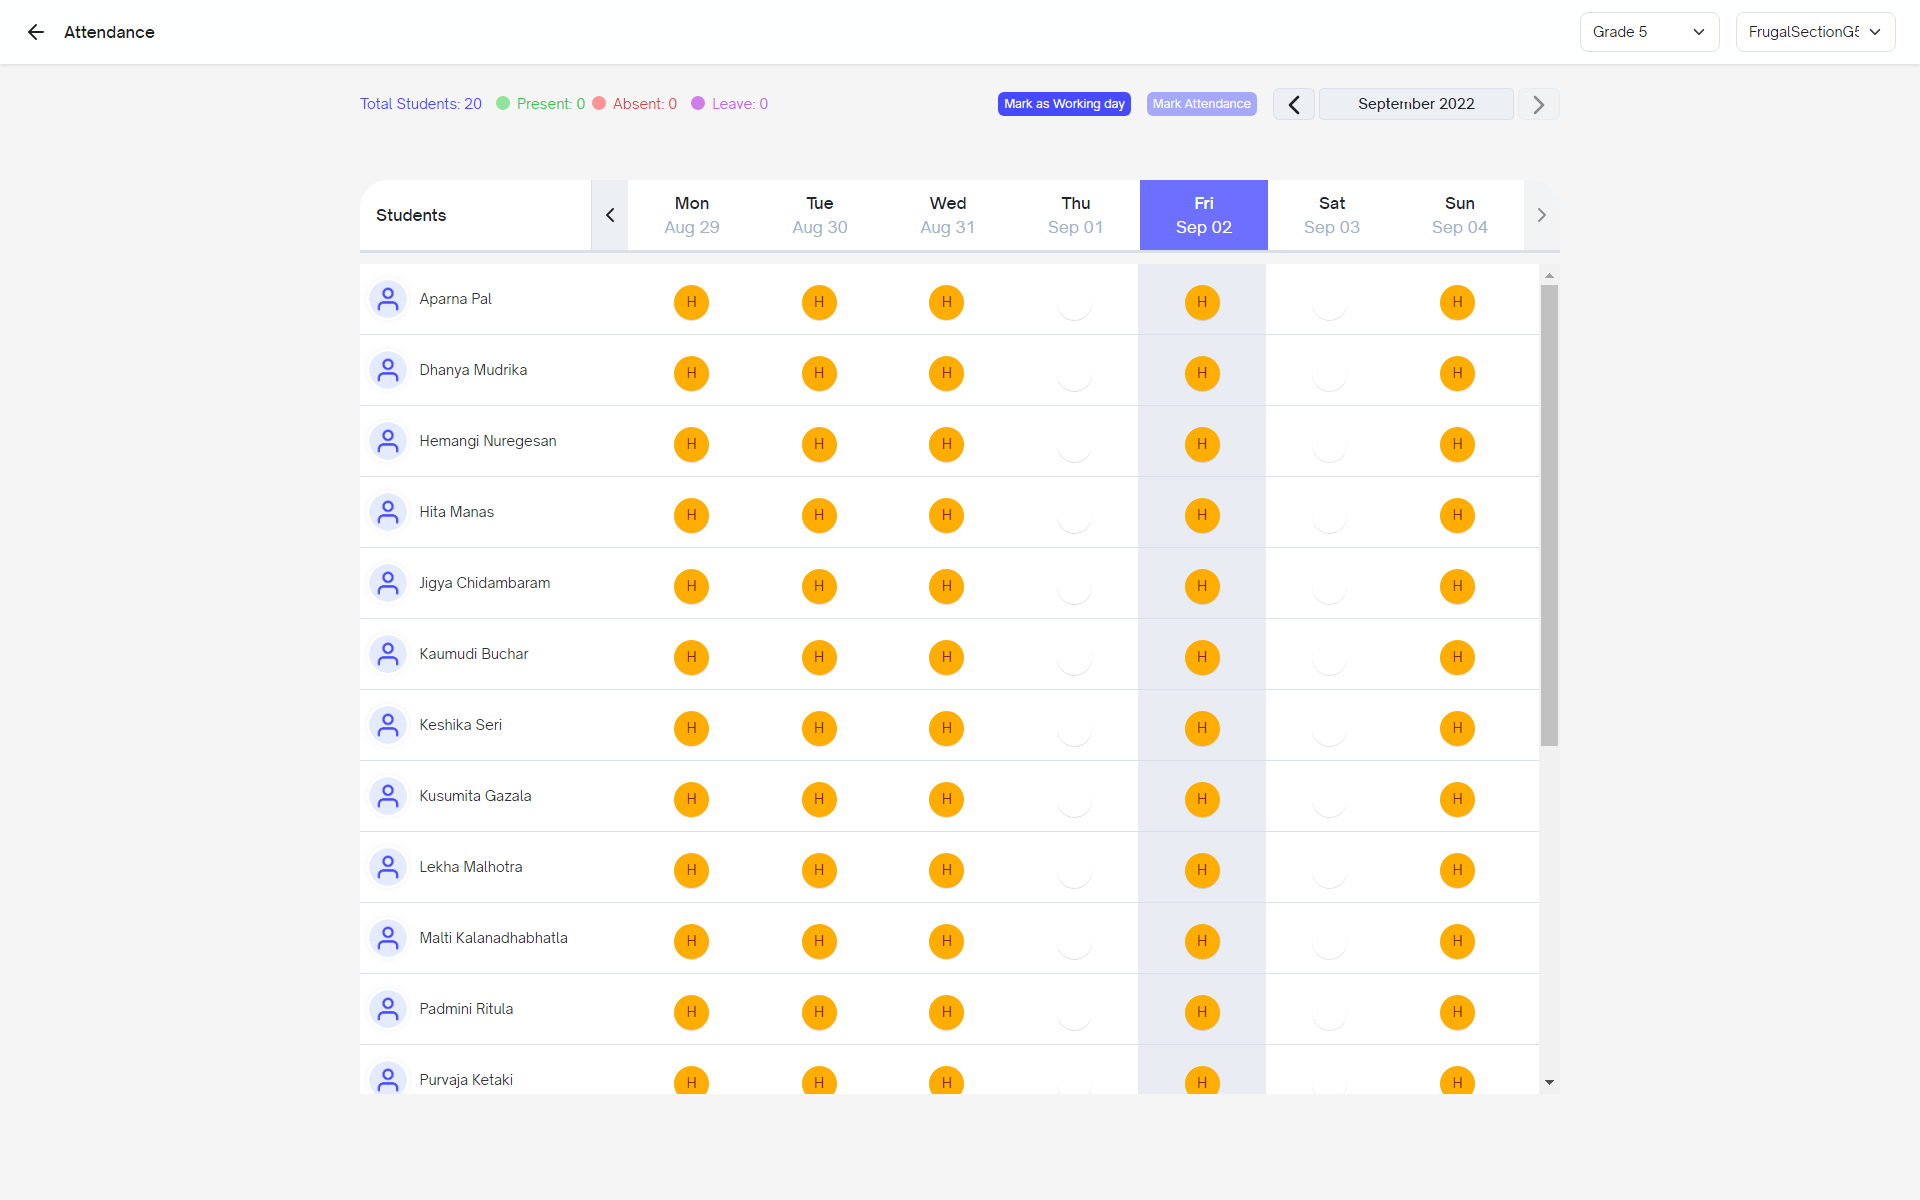 Attendance
Grade 5
FrugalSectionG5
Total Students: 20
Present: 0
Absent: 0
Leave: 0
Mark as Working day
Mark Attendance
September 2022
Students
Mon Tue Wed Thu Fri Sat Sun
Aug 29 Aug 30 Aug 31 Sep 01 Sep 02 Sep 03 Sep 04
Aparna Pal H H H H H
Dhanya Mudrika H H H H H
Hemangi Nuregesan H H H H H
Hita Manas H H H H H
Jigya Chidambaram H H H H H
Kaumudi Buchar H H H H H
Keshika Seri H H H H H
Kusumita Gazala H H H H H
Lekha Malhotra H H H H H
Malti Kalanadhabhatla H H H H H
Padmini Ritula H H H H H
Purvaja Ketaki H H H H H